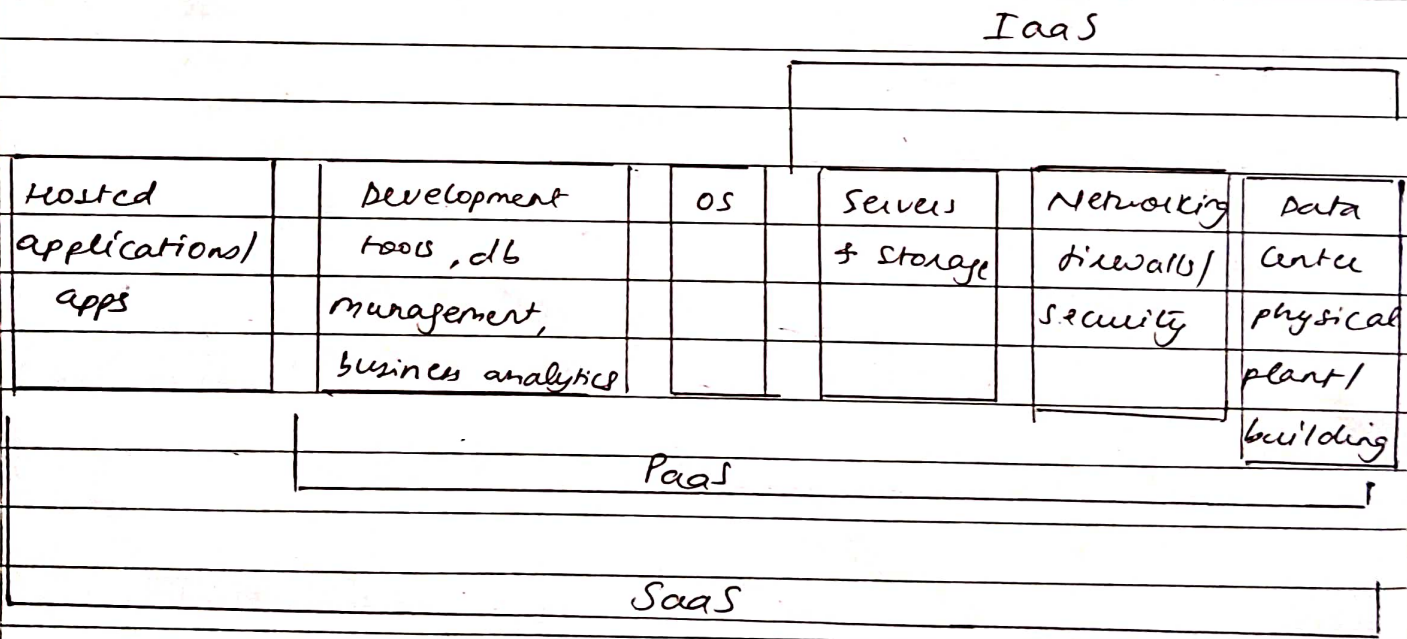 IaaS
Hosted
applications/
apps
Development
tools, db
management,
business analytics
OS
Servers
& Storage
Networking
firewalls/
security
Data
center
physical
plant/
building
PaaS
SaaS